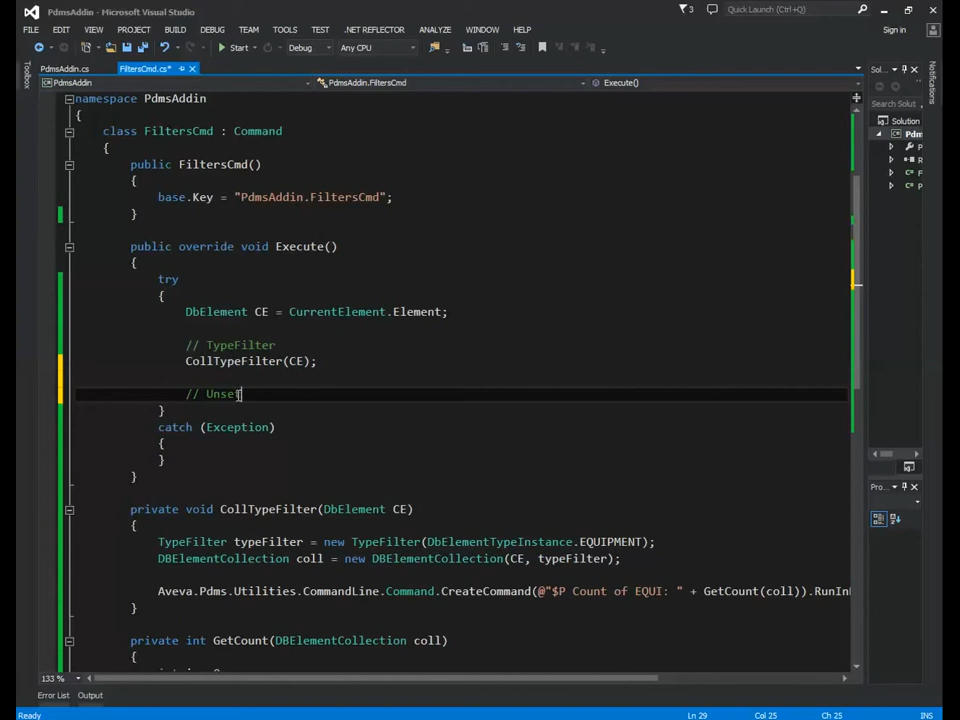 PdmsAddin - Microsoft Visual Studio
3
Quick Launch (Ctrl+Q)
FILE EDIT VIEW PROJECT BUILD DEBUG TEAM TOOLS TEST .NET REFLECTOR ANALYZE WINDOW HELP
Sign in
Start Debug Any CPU
PdmsAddin.cs FiltersCmd.cs*
PdmsAddin PdmsAddin.FiltersCmd Execute()
Toolbox
Notifications
Sol...
Search Solut
Solution
Pdm
P
R
F
P
namespace PdmsAddin
{
class FiltersCmd : Command
{
public FiltersCmd()
{
base.Key = "PdmsAddin.FiltersCmd";
}
public override void Execute()
{
try
{
DbElement CE = CurrentElement.Element;
// TypeFilter
CollTypeFilter(CE);
// Unset
}
catch (Exception)
{
}
}
private void CollTypeFilter(DbElement CE)
{
TypeFilter typeFilter = new TypeFilter(DbElementTypeInstance.EQUIPMENT);
DBElementCollection coll = new DBElementCollection(CE, typeFilter);
Aveva.Pdms.Utilities.CommandLine.Command.CreateCommand(@"$P Count of EQUI: " + GetCount(coll)).RunInP
}
private int GetCount(DBElementCollection coll)
{
Pro...
133 %
Error List Output
Ready Ln 29 Col 25 Ch 25 INS